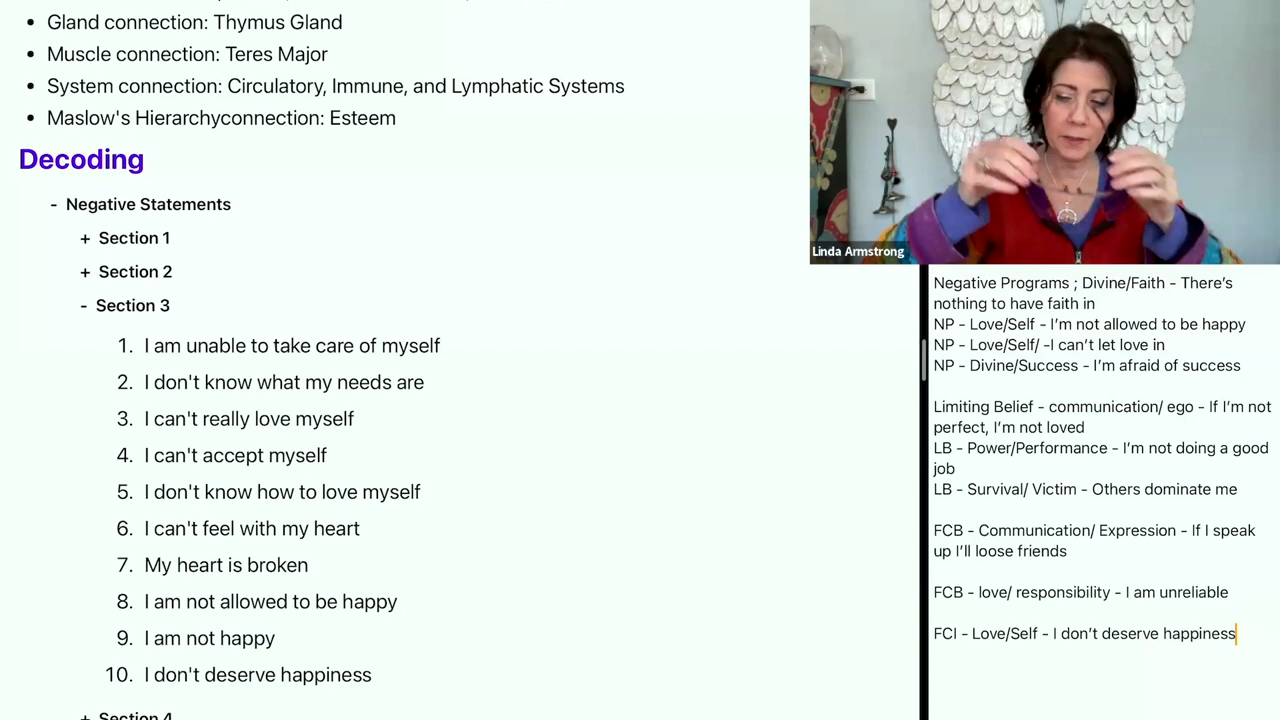 • Gland connection: Thymus Gland
• Muscle connection: Teres Major
• System connection: Circulatory, Immune, and Lymphatic Systems
• Maslow's Hierarchyconnection: Esteem
Decoding
- Negative Statements
+ Section 1
+ Section 2
- Section 3
1. I am unable to take care of myself
2. I don't know what my needs are
3. I can't really love myself
4. I can't accept myself
5. I don't know how to love myself
6. I can't feel with my heart
7. My heart is broken
8. I am not allowed to be happy
9. I am not happy
10. I don't deserve happiness
+ Section 4
Linda Armstrong
Negative Programs ; Divine/Faith - There's
nothing to have faith in
NP - Love/Self - I'm not allowed to be happy
NP - Love/Self/ -I can't let love in
NP - Divine/Success - I'm afraid of success
Limiting Belief - communication/ ego - If I'm not
perfect, I'm not loved
LB - Power/Performance - I'm not doing a good
job
LB - Survival/ Victim - Others dominate me
FCB - Communication/ Expression - If I speak
up I'll loose friends
FCB - love/ responsibility - I am unreliable
FCI - Love/Self - I don't deserve happiness